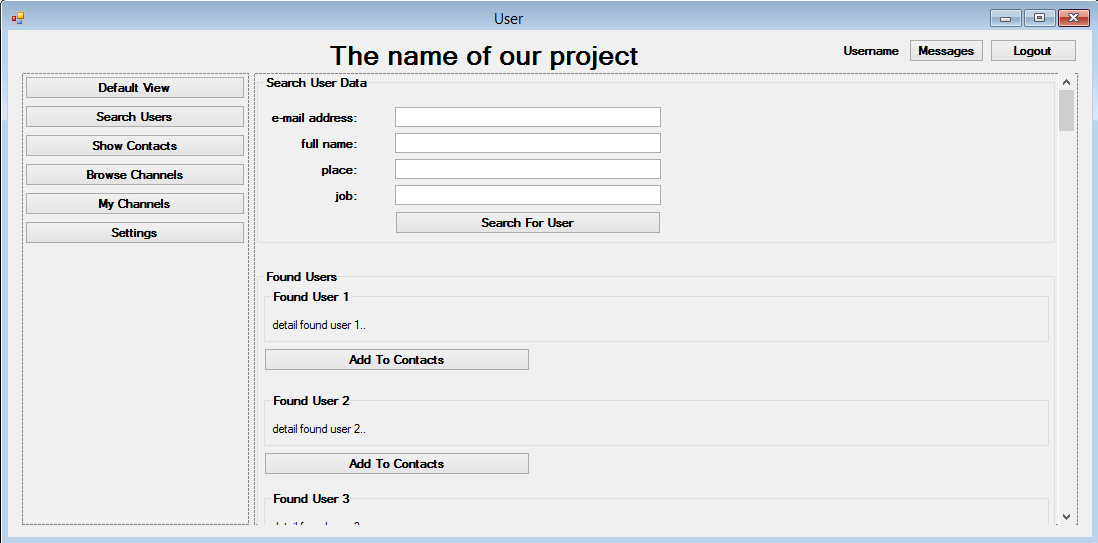 User
The name of our project
Username Messages Logout
Default View
Search Users
Show Contacts
Browse Channels
My Channels
Settings
Search User Data
e-mail address:
full name:
place:
job:
Search For User
Found Users
Found User 1
detail found user 1..
Add To Contacts
Found User 2
detail found user 2..
Add To Contacts
Found User 3